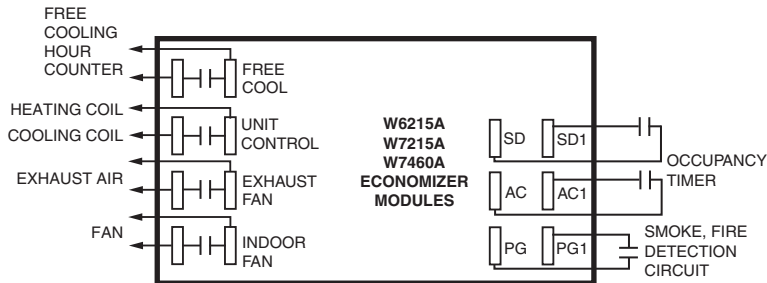 FREE
COOLING
HOUR
COUNTER
HEATING COIL
COOLING COIL
EXHAUST AIR
FAN
FREE
COOL
UNIT
CONTROL
EXHAUST
FAN
INDOOR
FAN
W6215A
W7215A
W7460A
ECONOMIZER
MODULES
SD
SD1
AC
AC1
PG
PG1
OCCUPANCY
TIMER
SMOKE, FIRE
DETECTION
CIRCUIT